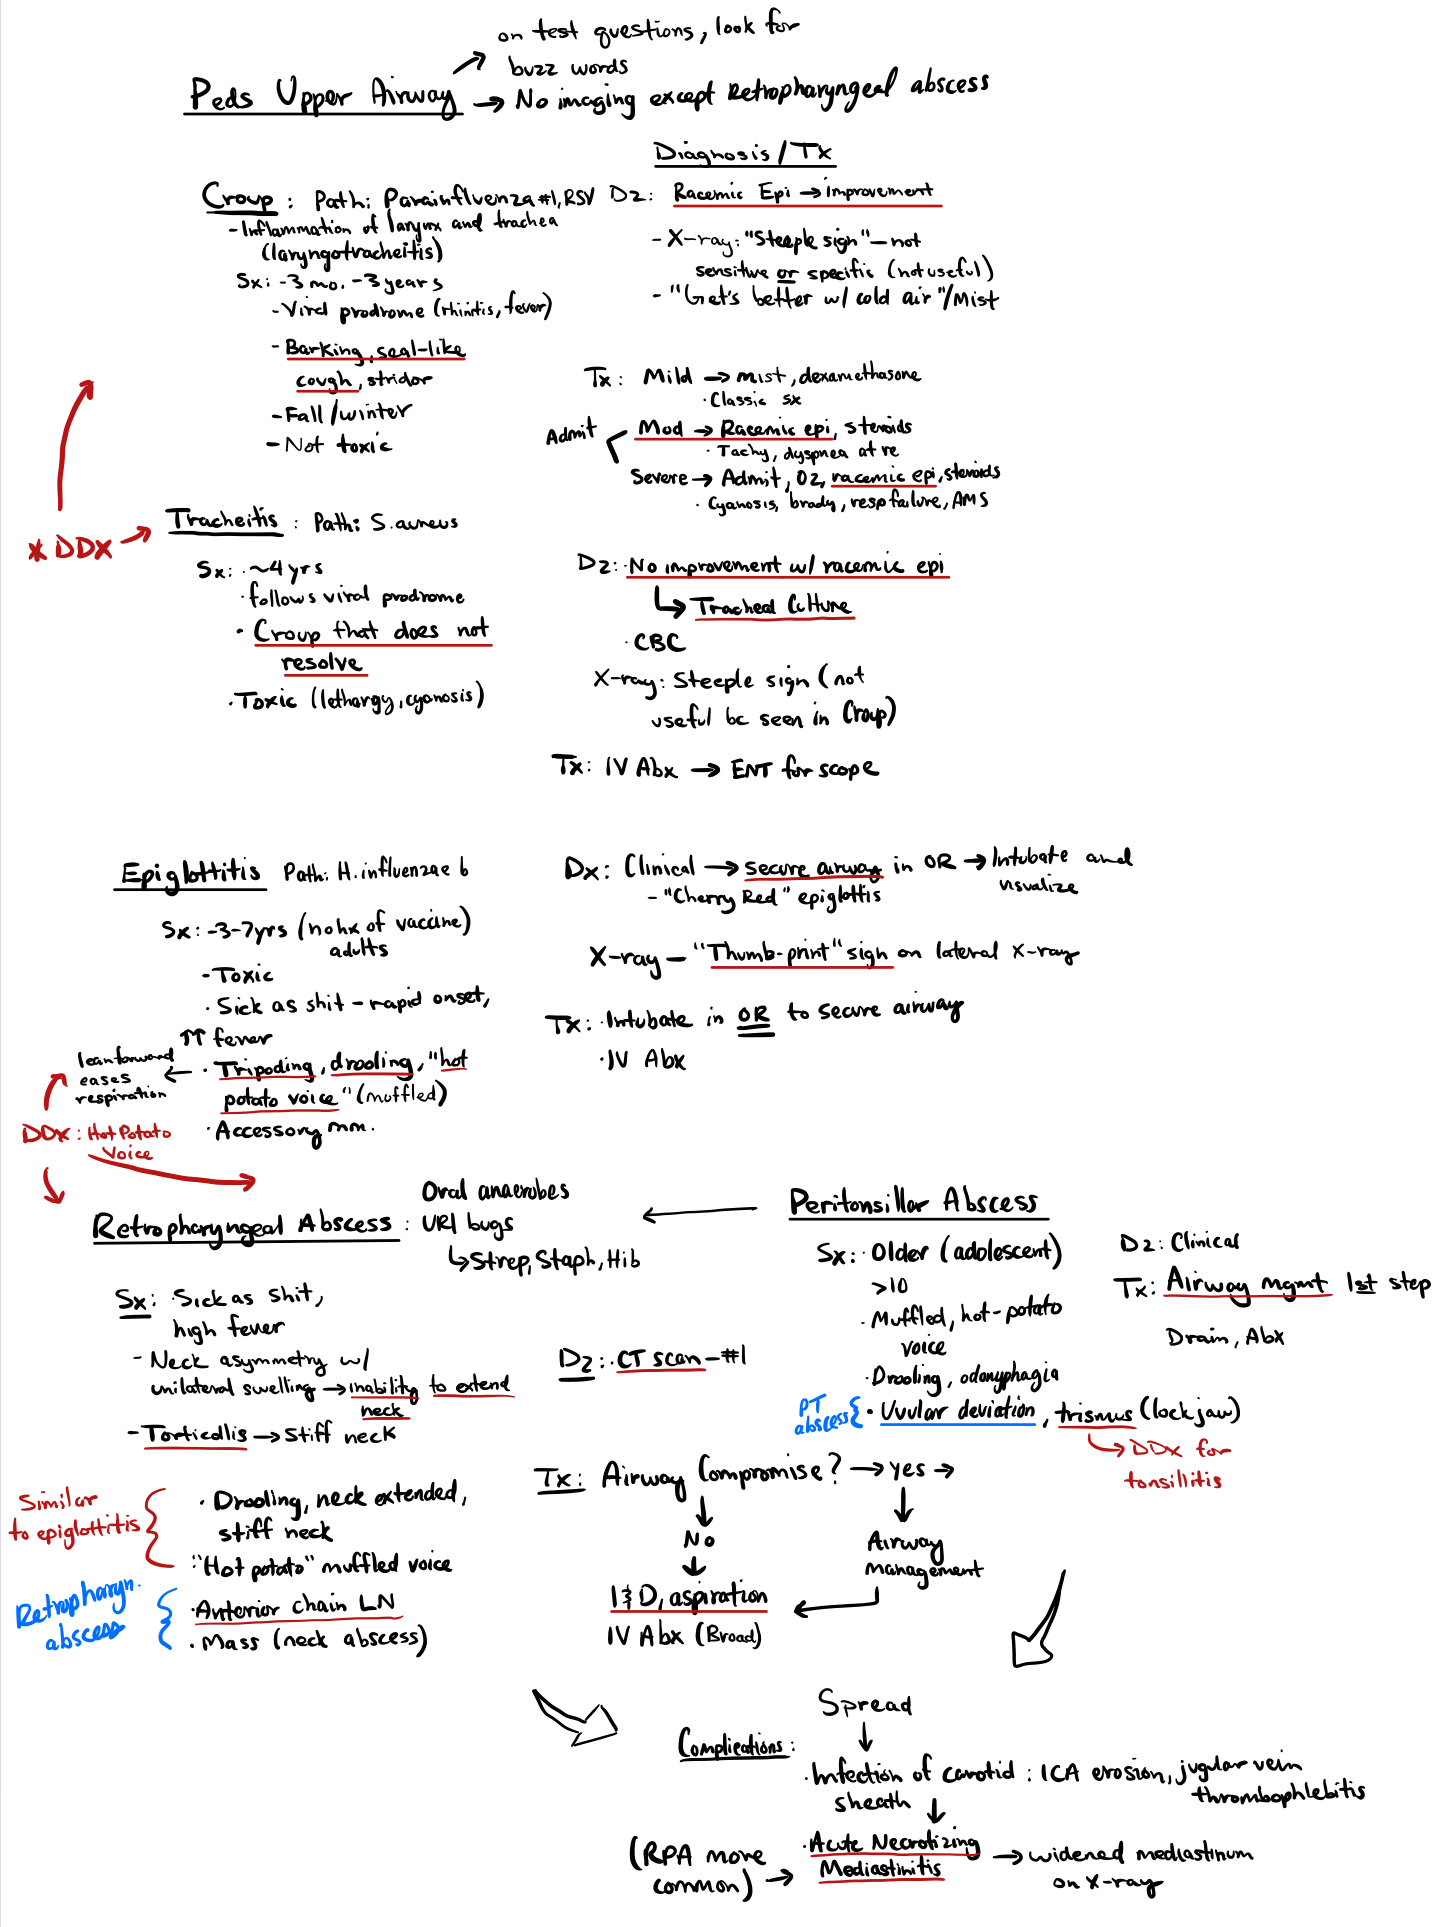 on test questions, look for
buzz words
Peds Upper Airway → No imaging except Retropharyngeal abscess
Diagnosis/Tx
Croup : Path: Parainfluenza #1, RSV
- Inflammation of larynx and trachea
(laryngotracheitis)
Sx: - 3 mo. - 3 years
- Viral prodrome (rhinitis, fever)
- Barking, seal-like
cough, stridor
- Fall/winter
- Not toxic
Dz: Racemic Epi → improvement
- X-ray: "Steeple sign" - not
sensitive or specific (not useful)
- "Get's better w/ cold air"/Mist
Tx: Mild → mist, dexamethasone
· Classic sx
Admit
Mod → Racemic epi, steroids
· Tachy, dyspnea at re
Severe → Admit, O2, racemic epi, steroids
· Cyanosis, brady, resp failure, AMS
* DDX →
Tracheitis : Path: S. aureus
Sx: · ~4 yrs
· follows viral prodrome
· Croup that does not
resolve
· Toxic (lethargy, cyanosis)
Dz: · No improvement w/ racemic epi
↳ Tracheal Culture
· CBC
X-ray: Steeple sign (not
useful bc seen in Croup)
Tx: IV Abx → ENT for scope
Epiglottitis Path: H. influenzae b
Sx: - 3-7yrs (no hx of vaccine)
adults
- Toxic
· Sick as shit - rapid onset,
↑↑ fever
· Tripoding, drooling, "hot
potato voice" (muffled)
· Accessory mm.
lean forward ←
eases
respiration
DDx: Hot Potato
Voice
Dx: Clinical → secure airway in OR → Intubate and
visualize
- "Cherry Red" epiglottis
X-ray - "Thumb-print" sign on lateral X-ray
Tx: · Intubate in OR to secure airway
· IV Abx
Retropharyngeal Abscess :
Oral anaerobes
URI bugs
↳ Strep, Staph, Hib
Sx: · Sick as shit,
high fever
- Neck asymmetry w/
unilateral swelling → inability to extend
neck
- Torticollis → stiff neck
Similar
to epiglottitis
· Drooling, neck extended,
stiff neck
· "Hot potato" muffled voice
Retropharyn.
abscess
· Anterior chain LN
· Mass (neck abscess)
Dz: · CT scan - #1
Tx: Airway Compromise? → yes →
No
Airway
management
I & D, aspiration
IV Abx (Broad)
Peritonsillar Abscess
Sx: · Older (adolescent)
>10
· Muffled, hot-potato
voice
· Drooling, odonyphagia
PT
abscess
· Uvular deviation, trismus (lock jaw)
↳ DDx for
tonsillitis
Dz: Clinical
Tx: Airway mgmt 1st step
Drain, Abx
Spread
Complications:
· Infection of carotid : ICA erosion, jugular vein
sheath
thrombophlebitis
(RPA more
common) →
· Acute Necrotizing
Mediastinitis
→ widened mediastinum
on X-ray